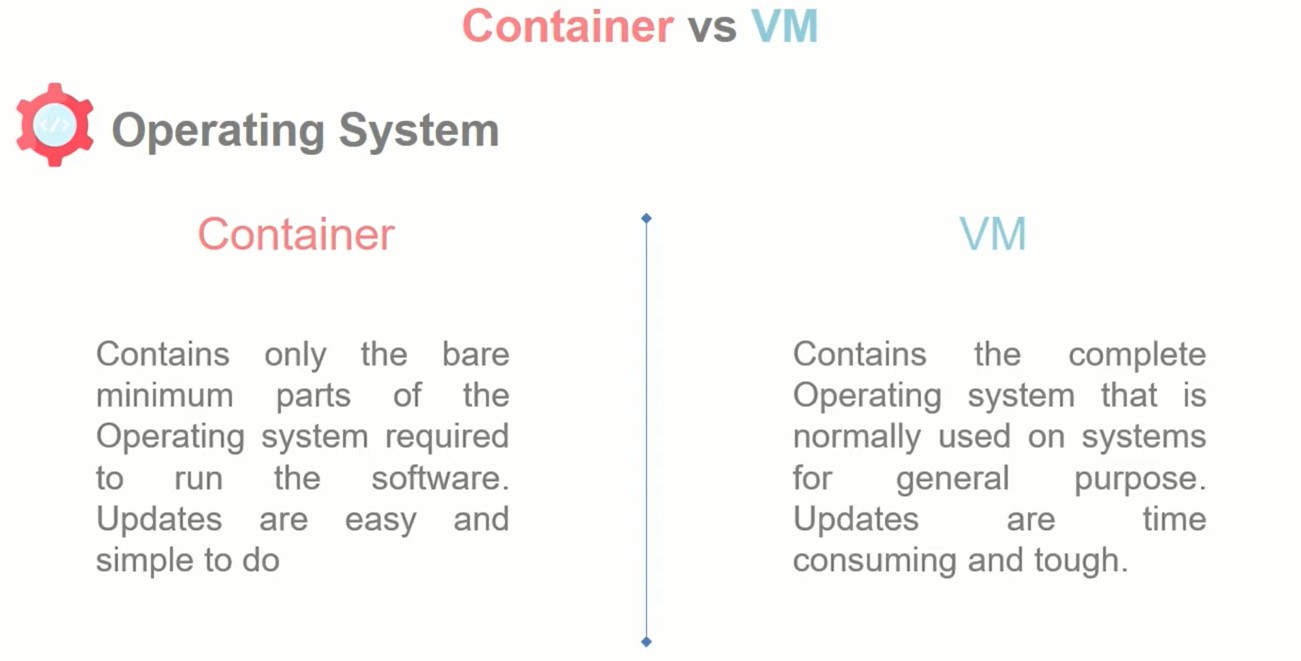 Container vs VM
</>
Operating System
Container
Contains only the bare
minimum parts of the
Operating system required
to run the software.
Updates are easy and
simple to do
VM
Contains the complete
Operating system that is
normally used on systems
for general purpose.
Updates are time
consuming and tough.